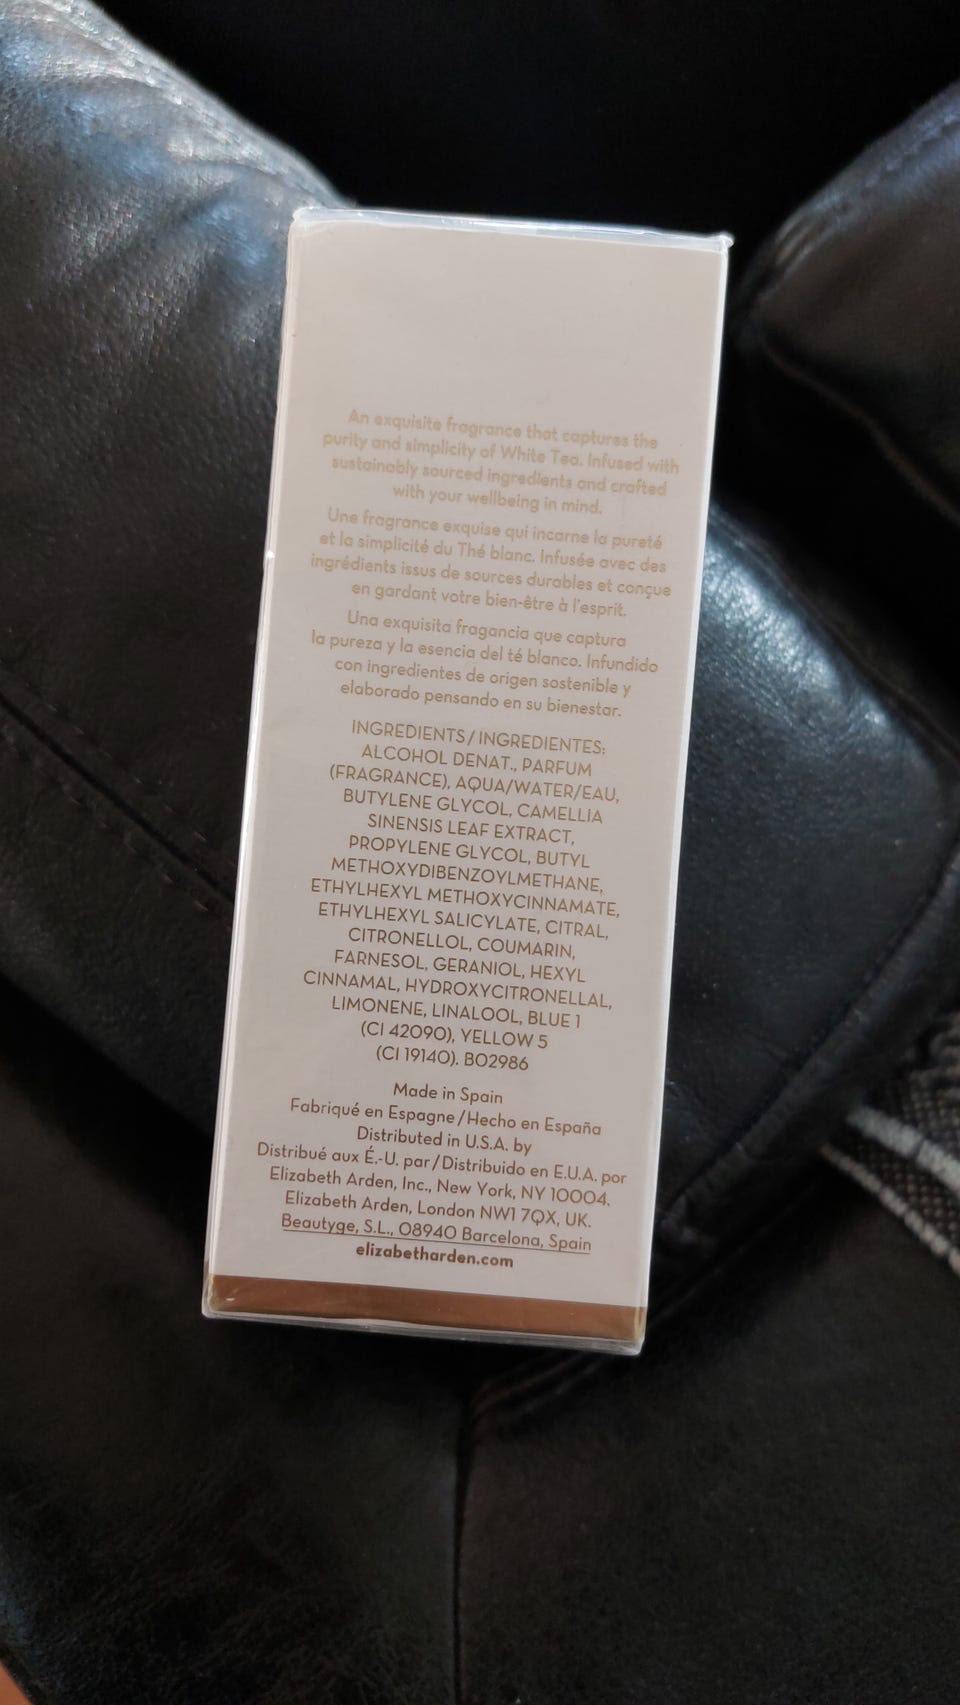 An exquisite fragrance that captures the
purity and simplicity of White Tea. Infused with
sustainably sourced ingredients and crafted
with your wellbeing in mind.
Une fragrance exquise qui incarne la pureté
et la simplicité du Thé blanc. Infusée avec des
ingrédients issus de sources durables et conçue
en gardant votre bien-être à l'esprit.
Una exquisita fragancia que captura
la pureza y la esencia del té blanco. Infundido
con ingredientes de origen sostenible y
elaborado pensando en su bienestar.
INGREDIENTS/INGREDIENTES:
ALCOHOL DENAT., PARFUM
(FRAGRANCE), AQUA/WATER/EAU,
BUTYLENE GLYCOL, CAMELLIA
SINENSIS LEAF EXTRACT,
PROPYLENE GLYCOL, BUTYL
METHOXYDIBENZOYLMETHANE,
ETHYLHEXYL METHOXYCINNAMATE,
ETHYLHEXYL SALICYLATE, CITRAL,
CITRONELLOL, COUMARIN,
FARNESOL, GERANIOL, HEXYL
CINNAMAL, HYDROXYCITRONELLAL,
LIMONENE, LINALOOL, BLUE 1
(CI 42090), YELLOW 5
(CI 19140). BO2986
Made in Spain
Fabriqué en Espagne/Hecho en España
Distributed in U.S.A. by
Distribué aux É.-U. par/Distribuido en E.U.A. por
Elizabeth Arden, Inc., New York, NY 10004.
Elizabeth Arden, London NW1 7QX, UK.
Beautyge, S.L., 08940 Barcelona, Spain
elizabetharden.com